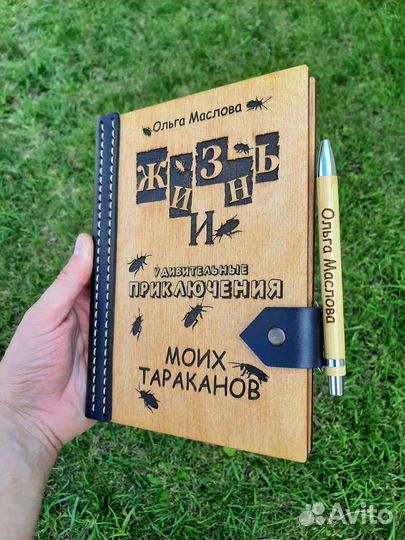 Ольга Маслова
ЖИЗНЬ
И
УДИВИТЕЛЬНЫЕ
ПРИКЛЮЧЕНИЯ
МОИХ
ТАРАКАНОВ
Ольга Маслова
Avito